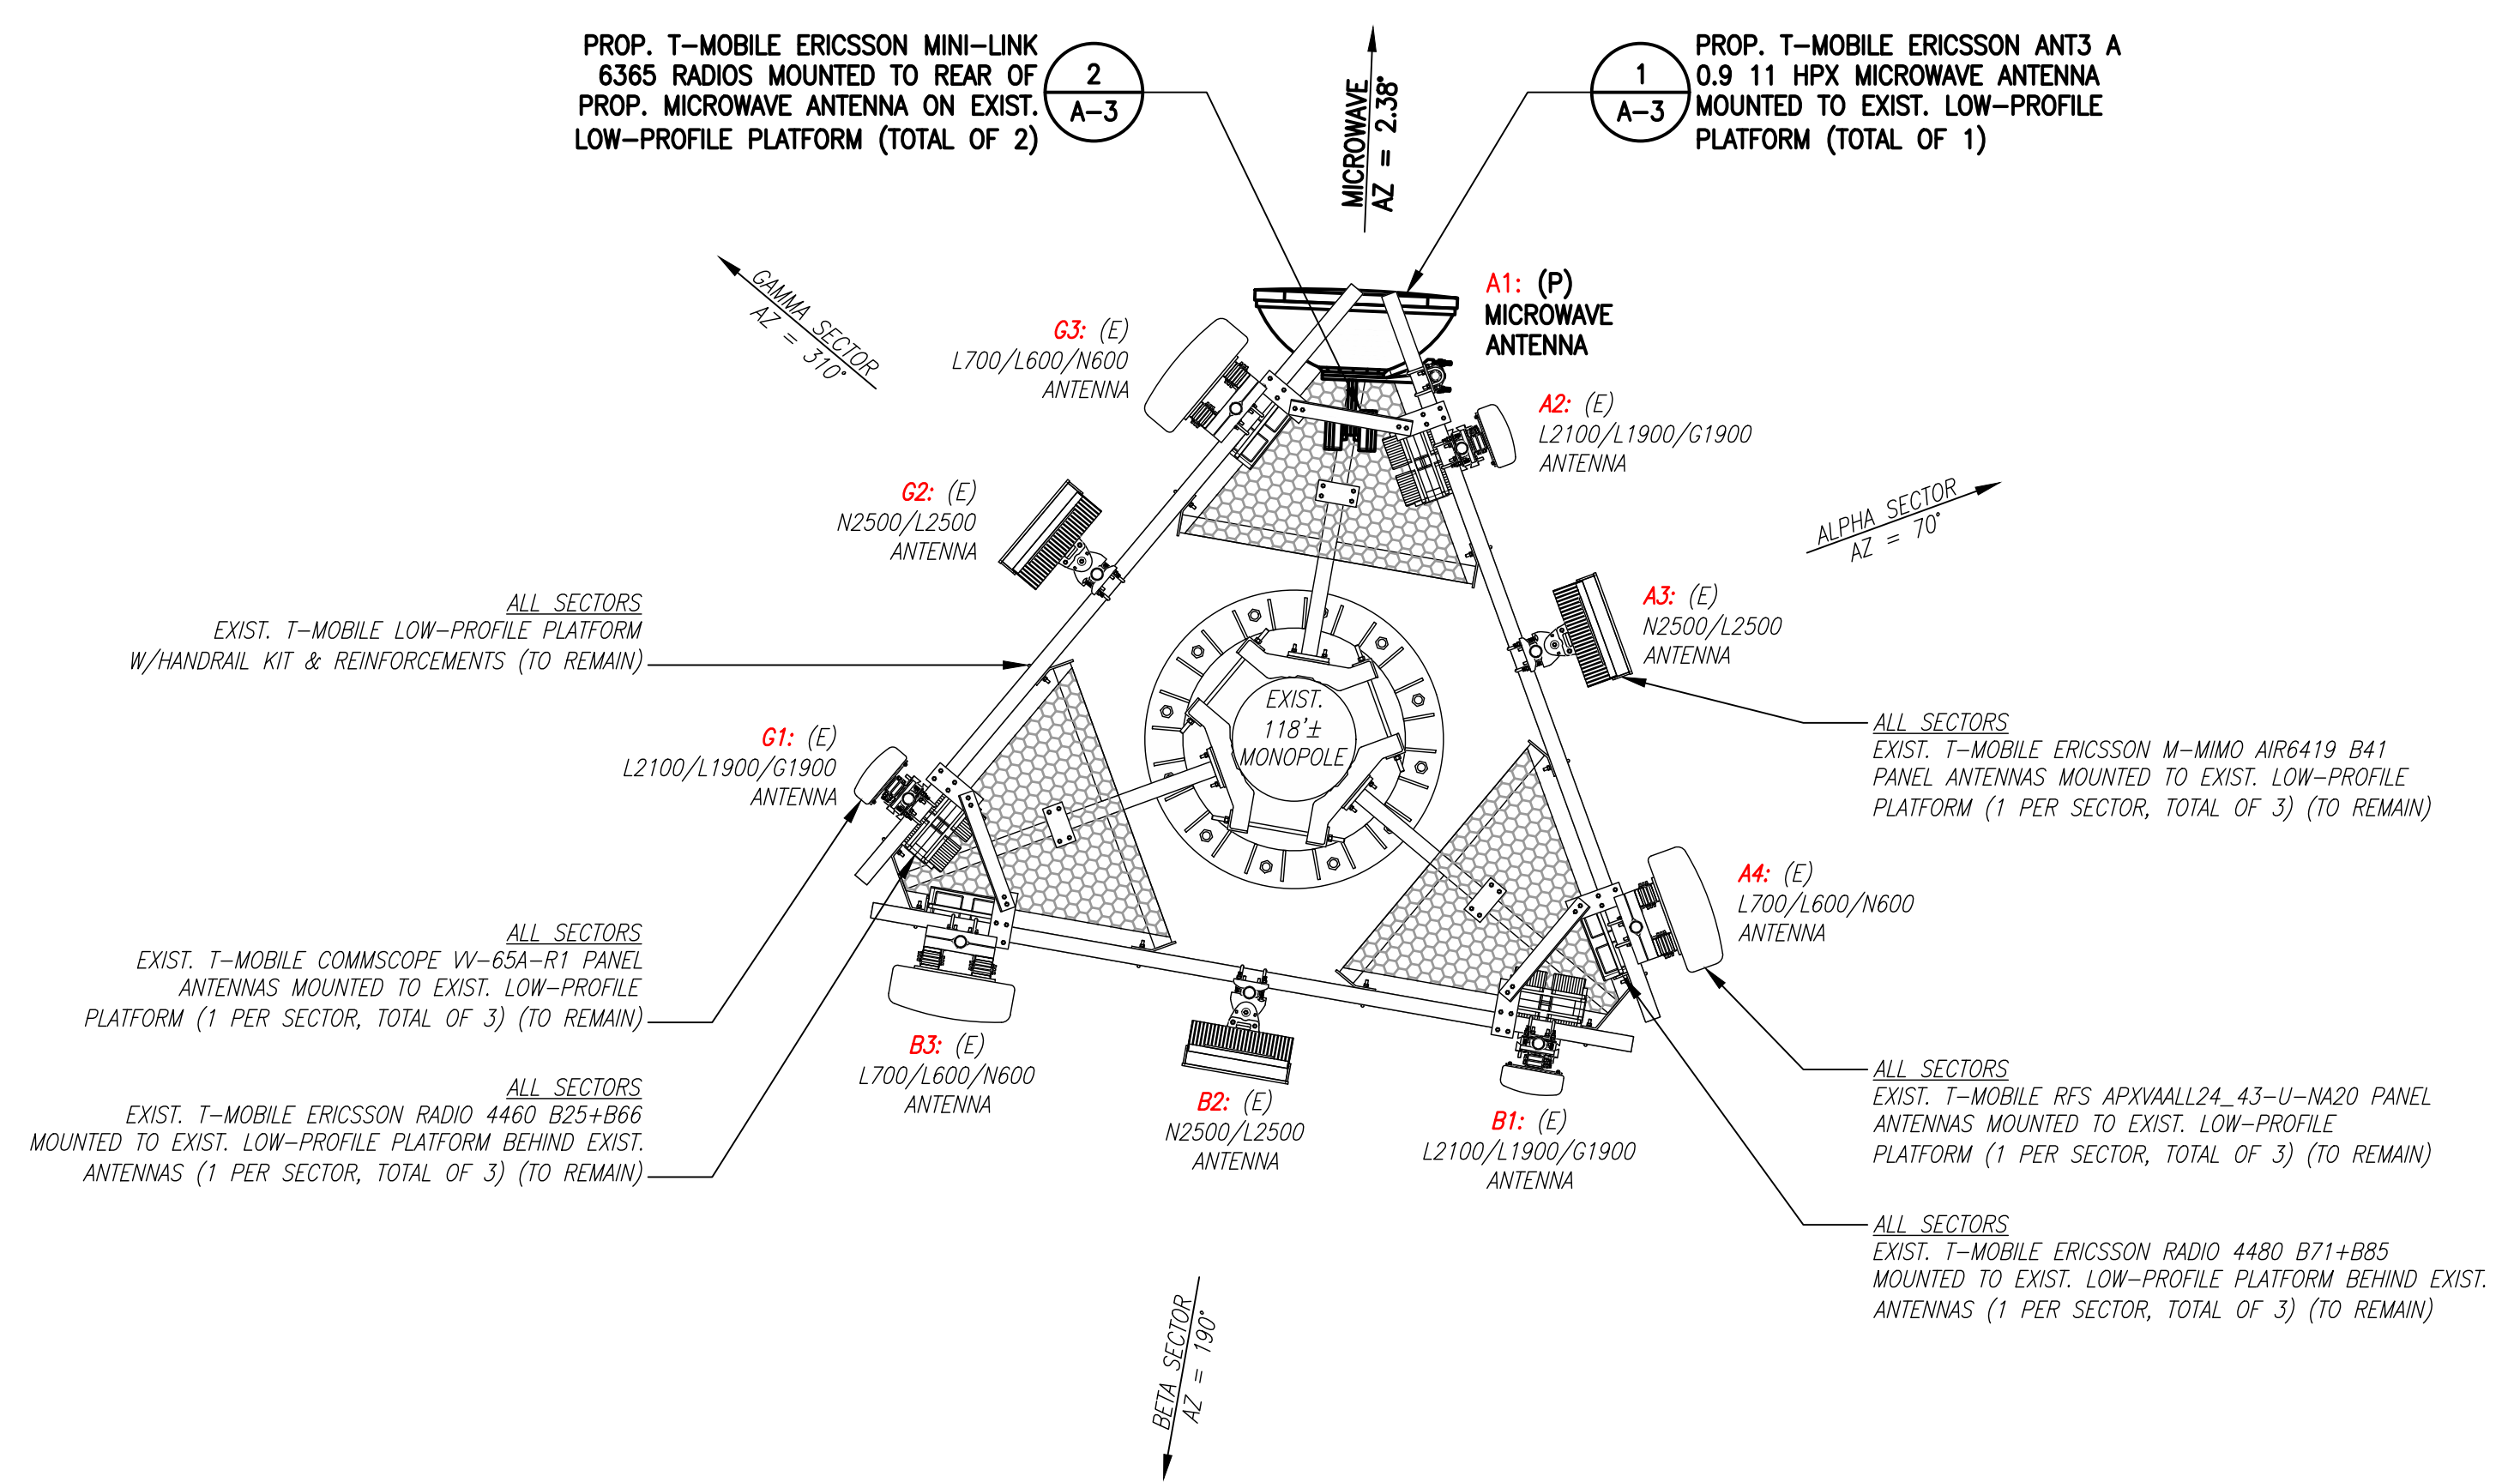 PROP. T-MOBILE ERICSSON MINI-LINK
6365 RADIOS MOUNTED TO REAR OF
PROP. MICROWAVE ANTENNA ON EXIST.
LOW-PROFILE PLATFORM (TOTAL OF 2)
2
A-3
MICROWAVE
AZ = 2.38°
1
A-3
PROP. T-MOBILE ERICSSON ANT3 A
0.9 11 HPX MICROWAVE ANTENNA
MOUNTED TO EXIST. LOW-PROFILE
PLATFORM (TOTAL OF 1)
GAMMA SECTOR
AZ = 310°
A1: (P)
MICROWAVE
ANTENNA
G3: (E)
L700/L600/N600
ANTENNA
A2: (E)
L2100/L1900/G1900
ANTENNA
G2: (E)
N2500/L2500
ANTENNA
ALPHA SECTOR
AZ = 70°
ALL SECTORS
EXIST. T-MOBILE LOW-PROFILE PLATFORM
W/HANDRAIL KIT & REINFORCEMENTS (TO REMAIN)
A3: (E)
N2500/L2500
ANTENNA
EXIST.
118'±
MONOPOLE
G1: (E)
L2100/L1900/G1900
ANTENNA
ALL SECTORS
EXIST. T-MOBILE ERICSSON M-MIMO AIR6419 B41
PANEL ANTENNAS MOUNTED TO EXIST. LOW-PROFILE
PLATFORM (1 PER SECTOR, TOTAL OF 3) (TO REMAIN)
A4: (E)
L700/L600/N600
ANTENNA
ALL SECTORS
EXIST. T-MOBILE COMMSCOPE VV-65A-R1 PANEL
ANTENNAS MOUNTED TO EXIST. LOW-PROFILE
PLATFORM (1 PER SECTOR, TOTAL OF 3) (TO REMAIN)
B3: (E)
L700/L600/N600
ANTENNA
B2: (E)
N2500/L2500
ANTENNA
B1: (E)
L2100/L1900/G1900
ANTENNA
ALL SECTORS
EXIST. T-MOBILE RFS APXVAALL24_43-U-NA20 PANEL
ANTENNAS MOUNTED TO EXIST. LOW-PROFILE
PLATFORM (1 PER SECTOR, TOTAL OF 3) (TO REMAIN)
ALL SECTORS
EXIST. T-MOBILE ERICSSON RADIO 4460 B25+B66
MOUNTED TO EXIST. LOW-PROFILE PLATFORM BEHIND EXIST.
ANTENNAS (1 PER SECTOR, TOTAL OF 3) (TO REMAIN)
ALL SECTORS
EXIST. T-MOBILE ERICSSON RADIO 4480 B71+B85
MOUNTED TO EXIST. LOW-PROFILE PLATFORM BEHIND EXIST.
ANTENNAS (1 PER SECTOR, TOTAL OF 3) (TO REMAIN)
BETA SECTOR
AZ = 190°